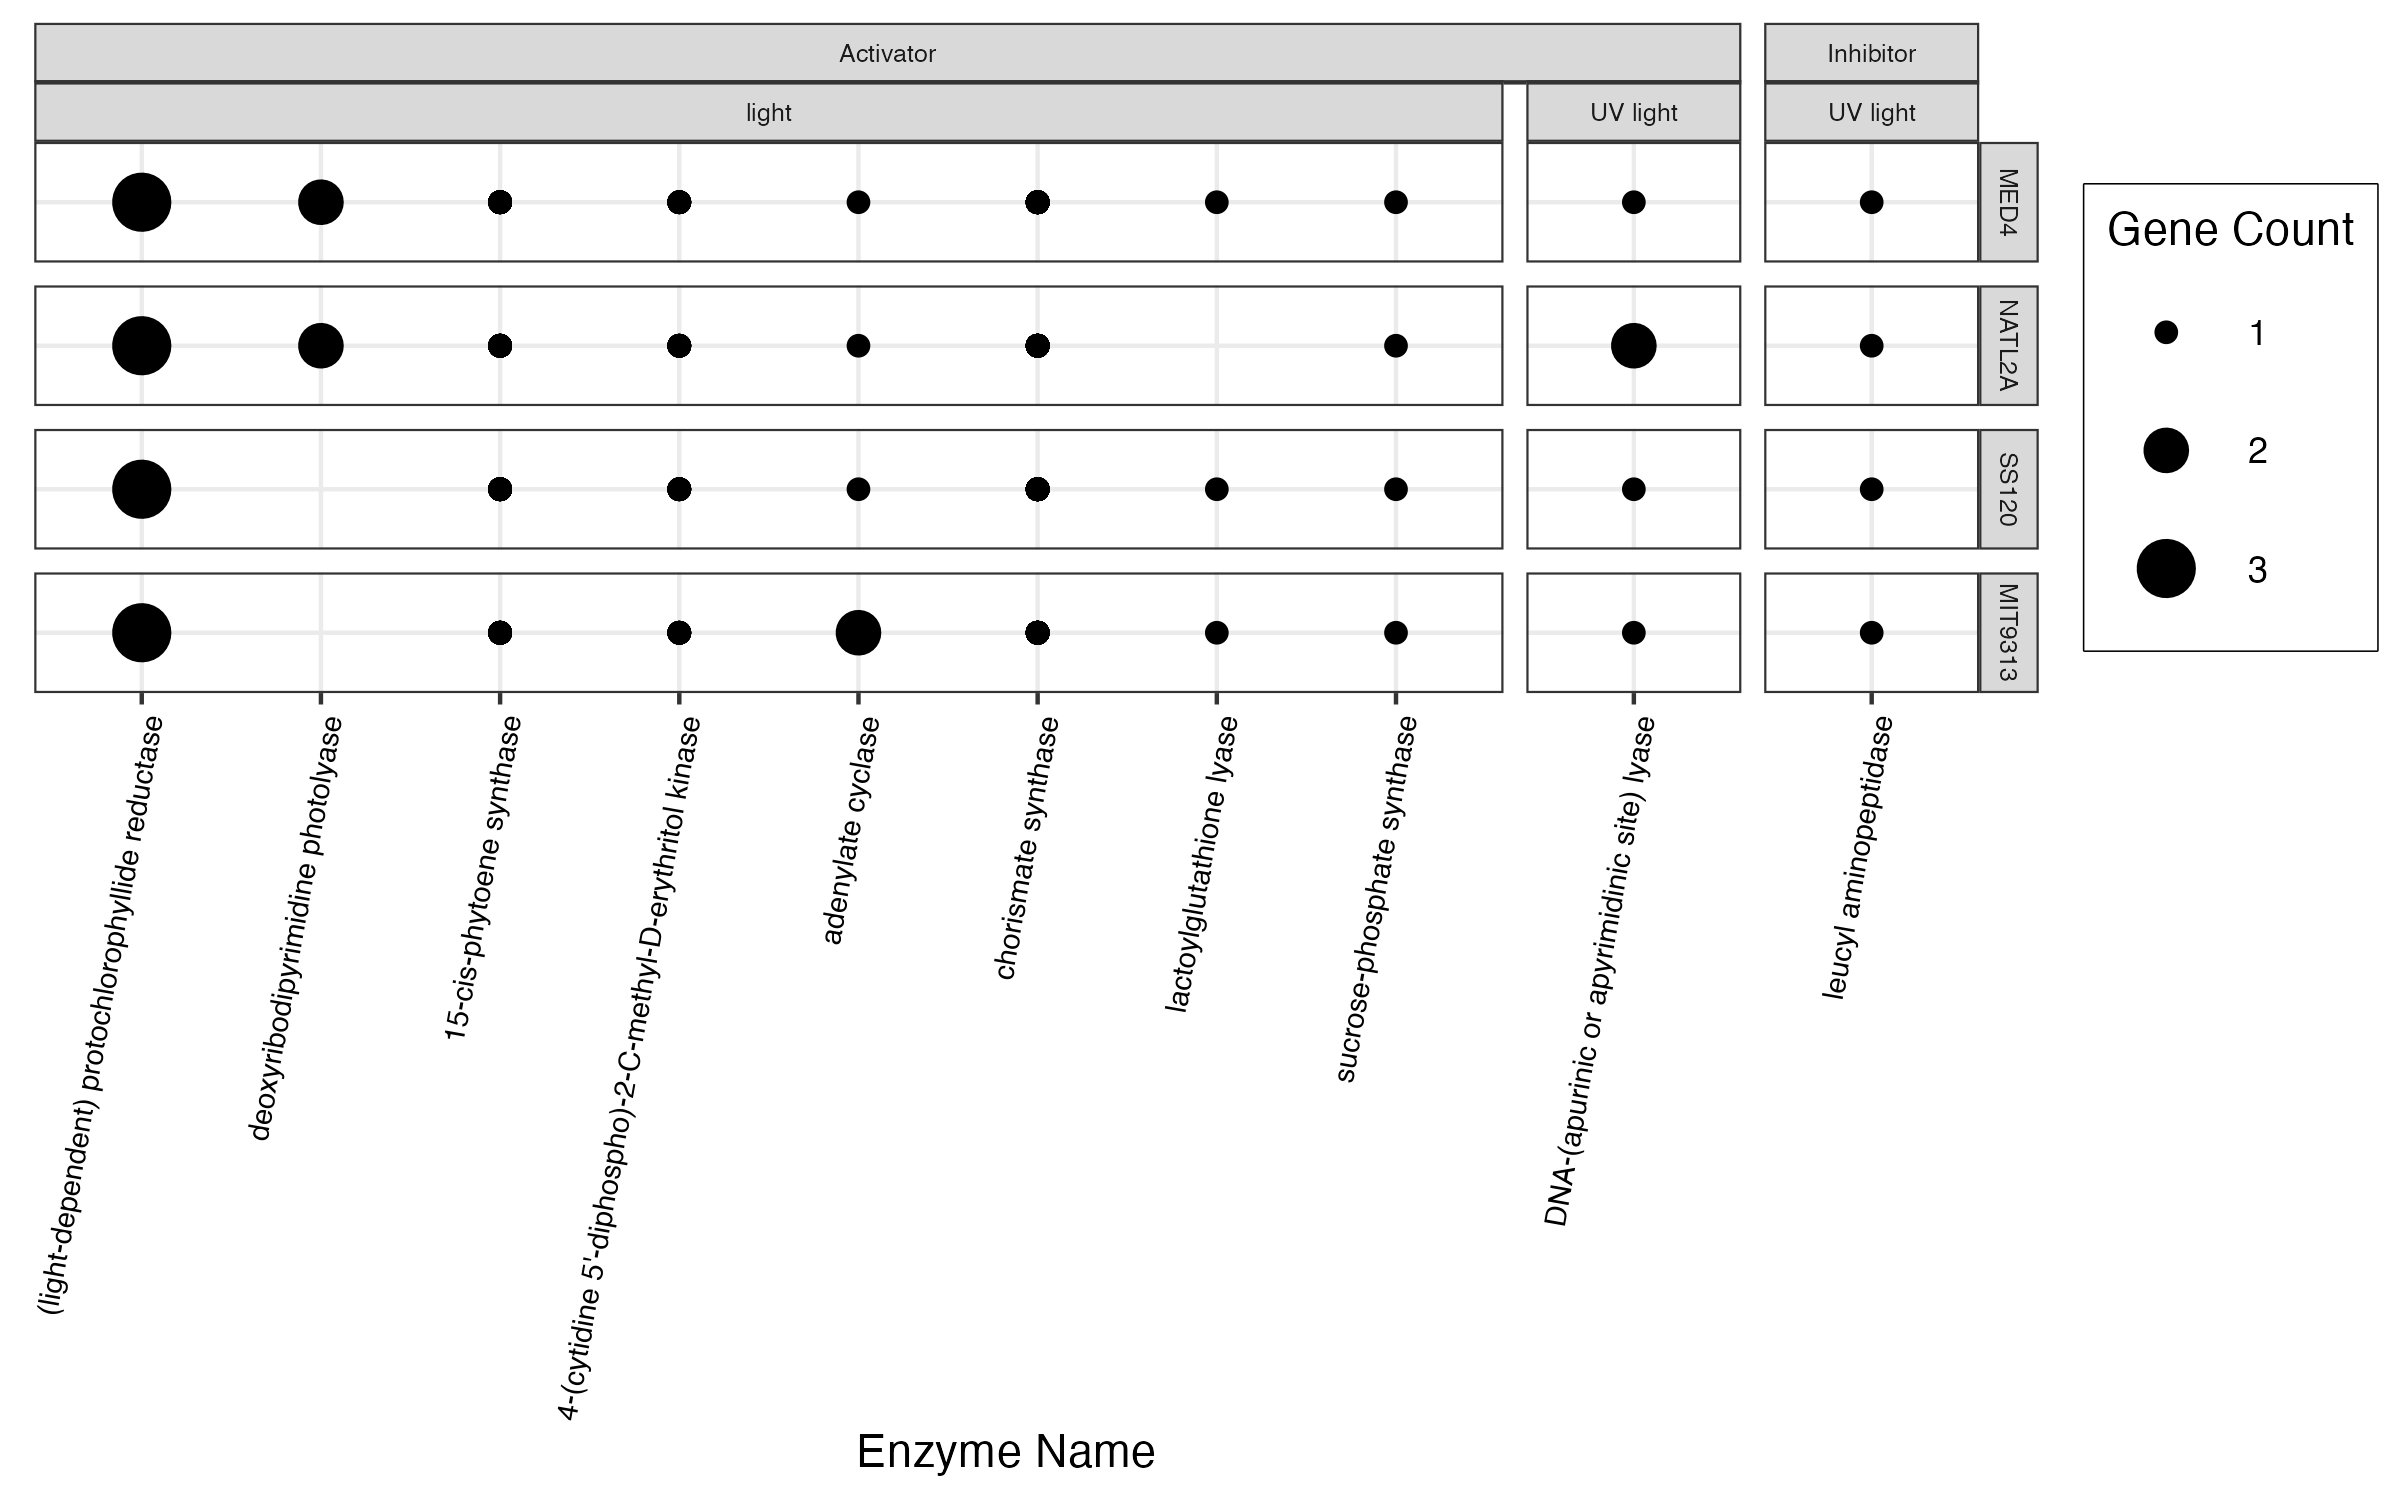 Activator
Inhibitor
light
UV light
UV light
MED4
NATL2A
SS120
MIT9313
Gene Count
1
2
3
(light-dependent) protochlorophyllide reductase
deoxyribodipyrimidine photolyase
15-cis-phytoene synthase
4-(cytidine 5'-diphospho)-2-C-methyl-D-erythritol kinase
adenylate cyclase
chorismate synthase
lactoylglutathione lyase
sucrose-phosphate synthase
DNA-(apurinic or apyrimidinic site) lyase
leucyl aminopeptidase
Enzyme Name